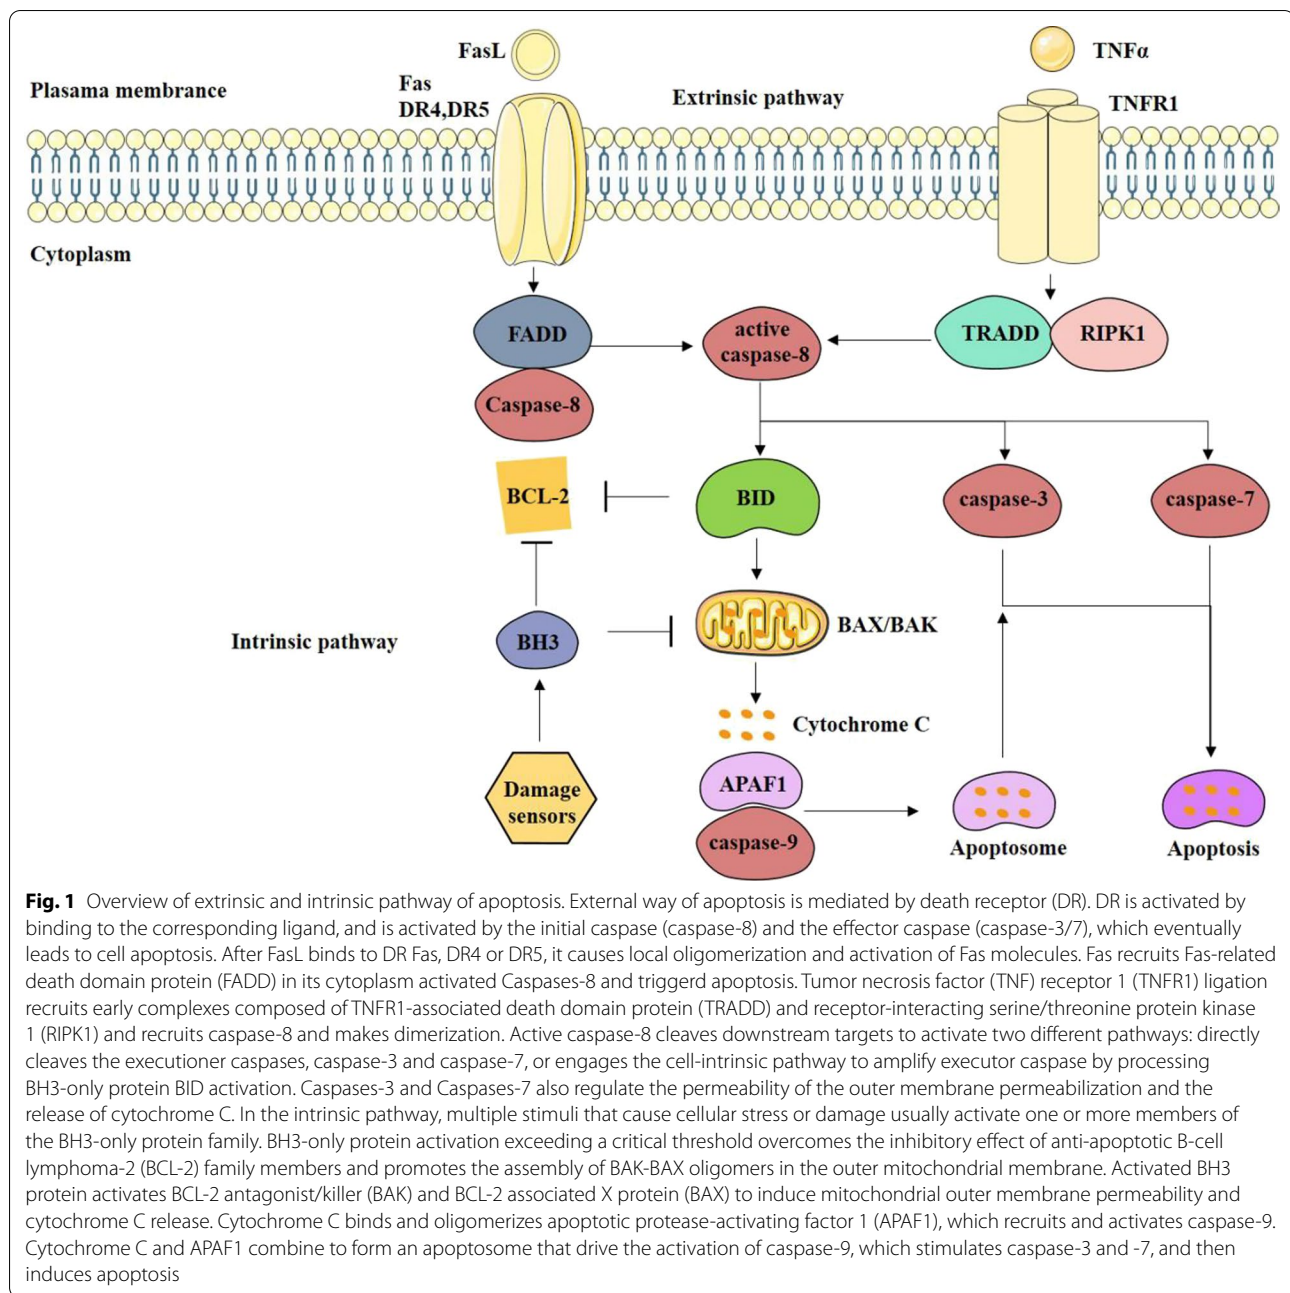 FasL
TNFα
Fas
DR4,DR5
Plasama membrance
Extrinsic pathway
TNFR1
Cytoplasm
FADD
active
caspase-8
TRADD
RIPK1
Caspase-8
BCL-2
BID
caspase-3
caspase-7
BAX/BAK
Intrinsic pathway
BH3
Cytochrome C
Damage
sensors
APAF1
caspase-9
Apoptosome
Apoptosis
Fig. 1 Overview of extrinsic and intrinsic pathway of apoptosis. External way of apoptosis is mediated by death receptor (DR). DR is activated by
binding to the corresponding ligand, and is activated by the initial caspase (caspase-8) and the effector caspase (caspase-3/7), which eventually
leads to cell apoptosis. After FasL binds to DR Fas, DR4 or DR5, it causes local oligomerization and activation of Fas molecules. Fas recruits Fas-related
death domain protein (FADD) in its cytoplasm activated Caspases-8 and triggerd apoptosis. Tumor necrosis factor (TNF) receptor 1 (TNFR1) ligation
recruits early complexes composed of TNFR1-associated death domain protein (TRADD) and receptor-interacting serine/threonine protein kinase
1 (RIPK1) and recruits caspase-8 and makes dimerization. Active caspase-8 cleaves downstream targets to activate two different pathways: directly
cleaves the executioner caspases, caspase-3 and caspase-7, or engages the cell-intrinsic pathway to amplify executor caspase by processing
BH3-only protein BID activation. Caspases-3 and Caspases-7 also regulate the permeability of the outer membrane permeabilization and the
release of cytochrome C. In the intrinsic pathway, multiple stimuli that cause cellular stress or damage usually activate one or more members of
the BH3-only protein family. BH3-only protein activation exceeding a critical threshold overcomes the inhibitory effect of anti-apoptotic B-cell
lymphoma-2 (BCL-2) family members and promotes the assembly of BAK-BAX oligomers in the outer mitochondrial membrane. Activated BH3
protein activates BCL-2 antagonist/killer (BAK) and BCL-2 associated X protein (BAX) to induce mitochondrial outer membrane permeability and
cytochrome C release. Cytochrome C binds and oligomerizes apoptotic protease-activating factor 1 (APAF1), which recruits and activates caspase-9.
Cytochrome C and APAF1 combine to form an apoptosome that drive the activation of caspase-9, which stimulates caspase-3 and -7, and then
induces apoptosis